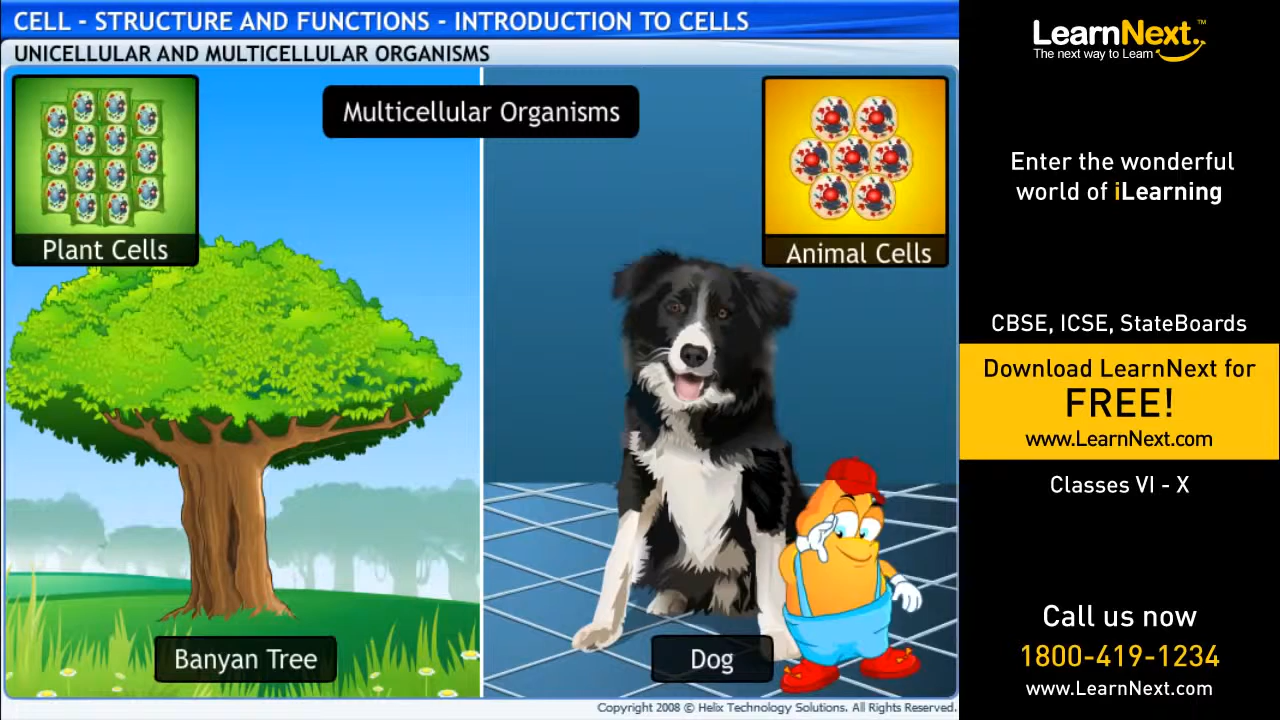 CELL - STRUCTURE AND FUNCTIONS - INTRODUCTION TO CELLS
UNICELLULAR AND MULTICELLULAR ORGANISMS
Multicellular Organisms
Plant Cells
Animal Cells
Banyan Tree
Dog
Copyright 2008 © Helix Technology Solutions. All Rights Reserved.
LearnNext.™
The next way to Learn
Enter the wonderful
world of iLearning
CBSE, ICSE, StateBoards
Download LearnNext for
FREE!
www.LearnNext.com
Classes VI - X
Call us now
1800-419-1234
www.LearnNext.com